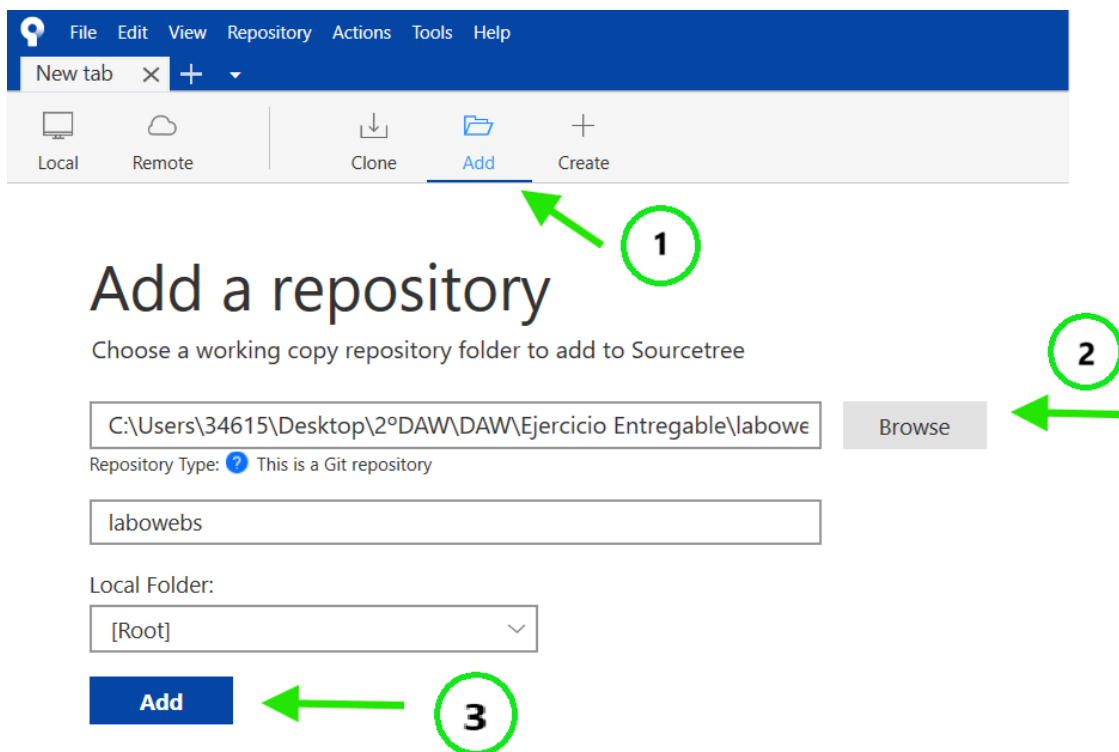 File Edit View Repository Actions Tools Help
New tab
Local Remote Clone Add Create
1
Add a repository
Choose a working copy repository folder to add to Sourcetree
2
C:\Users\34615\Desktop\2ºDAW\DAW\Ejercicio Entregable\labowe
Browse
Repository Type: ? This is a Git repository
labowebs
Local Folder:
[Root]
Add
3